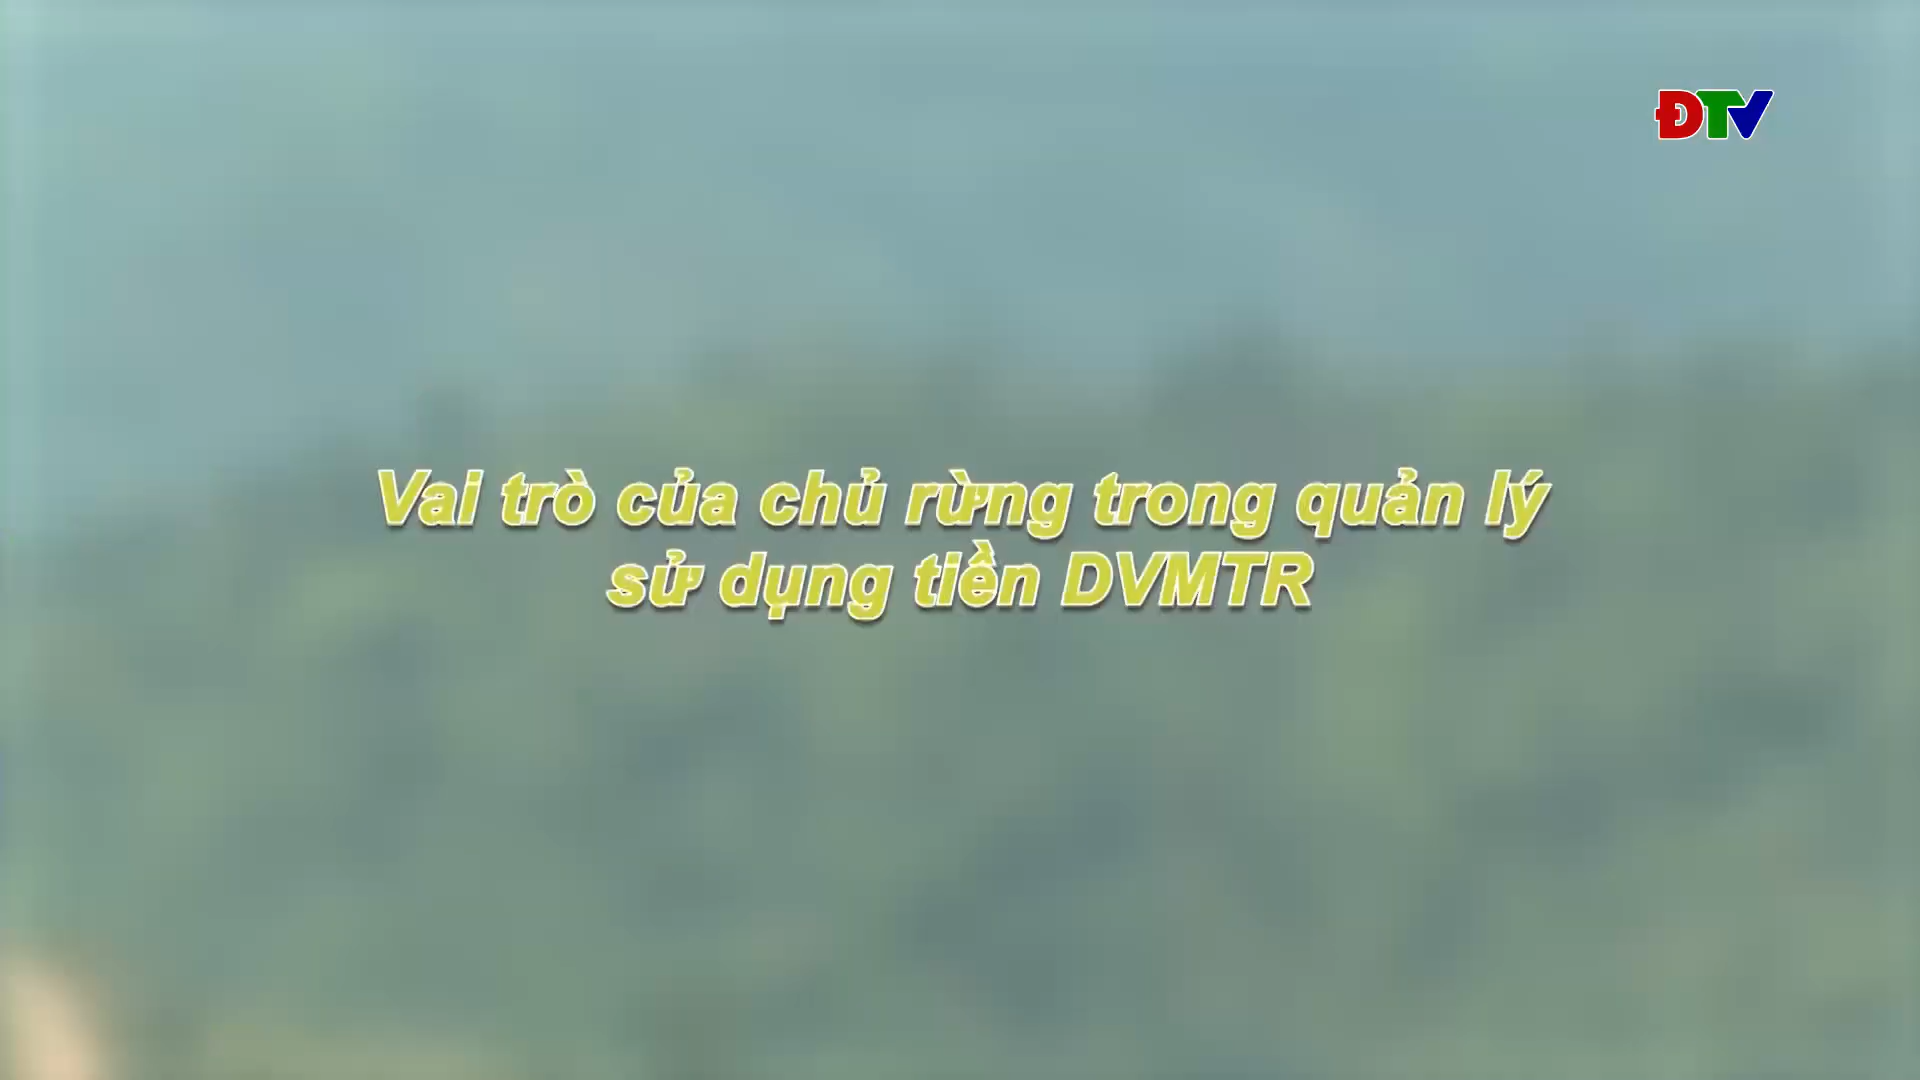 ĐTV
Vai trò của chủ rừng trong quản lý
sử dụng tiền DVMTR